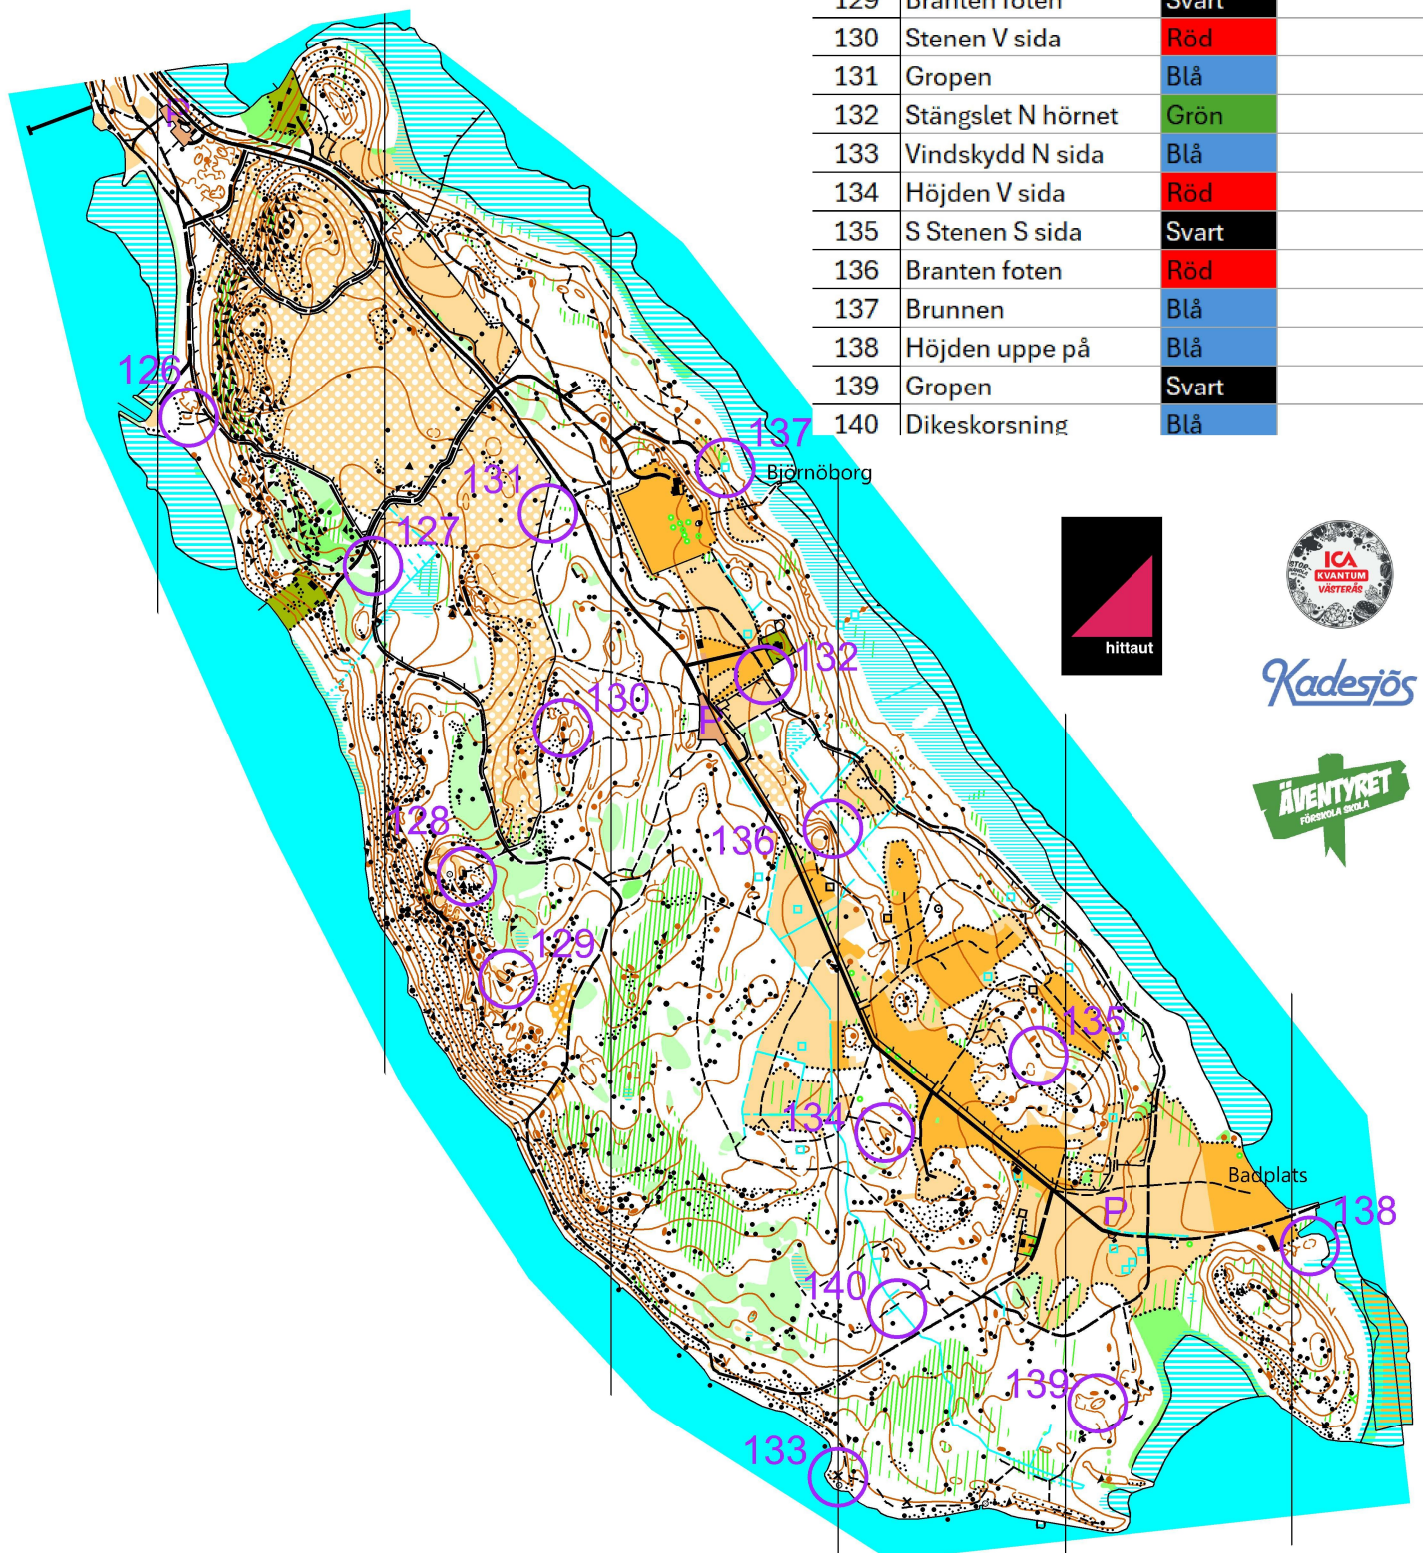 129 Branten foten Svart
130 Stenen V sida Röd
131 Gropen Blå
132 Stängslet N hörnet Grön
133 Vindskydd N sida Blå
134 Höjden V sida Röd
135 S Stenen S sida Svart
136 Branten foten Röd
137 Brunnen Blå
138 Höjden uppe på Blå
139 Gropen Svart
140 Dikeskorsning Blå
P
126
137
Björnöborg
131
127
132
130
P
128
136
129
135
134
Badplats
P
138
140
139
133
hittaut
ICA
KVANTUM
VÄSTERÅS
Kadesjös
ÄVENTYRET
FÖRSKOLA SKOLA